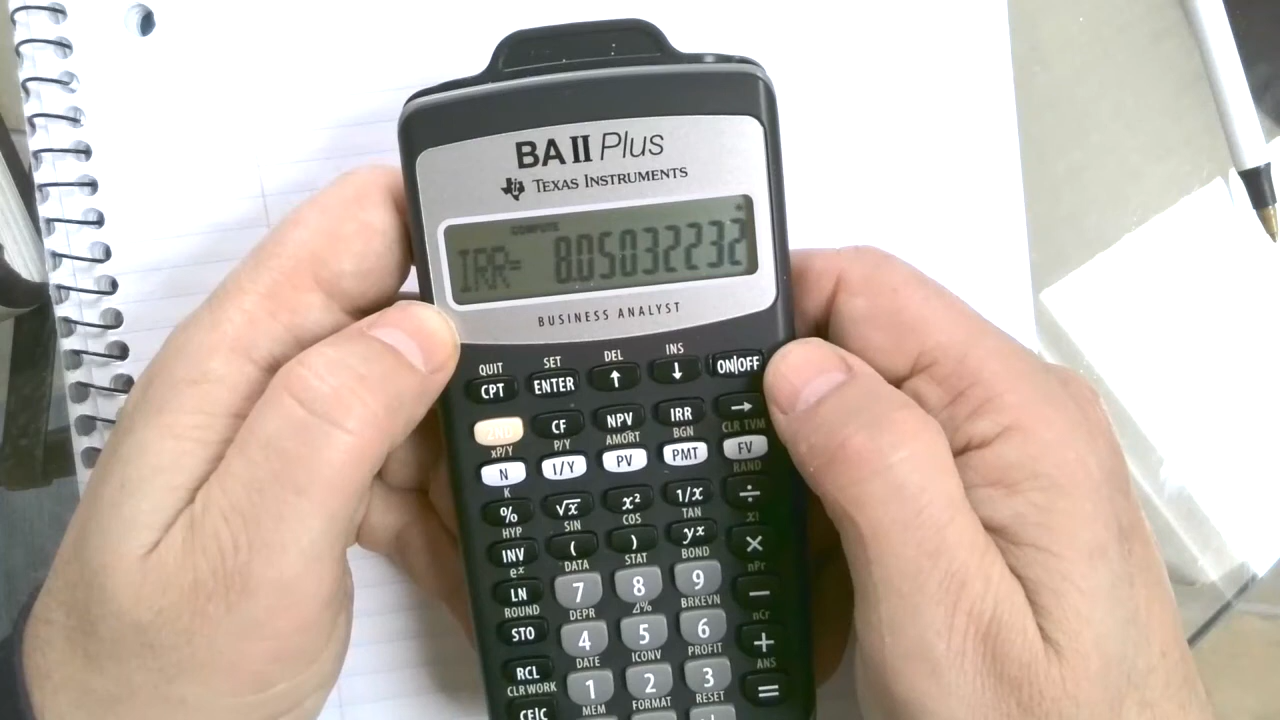 BA II Plus
TEXAS INSTRUMENTS
COMPUTE
IRR= 8.05032232
BUSINESS ANALYST
QUIT SET DEL INS
CPT ENTER ↑ ↓ ON|OFF
2ND CF NPV IRR →
xP/Y P/Y AMORT BGN CLR TVM
N I/Y PV PMT FV
K RAND
% √x x² 1/x ÷
HYP SIN COS TAN x!
INV ( ) yx ×
eˣ DATA STAT BOND nPr
LN 7 8 9 −
ROUND DEPR Δ% BRKEVN nCr
STO 4 5 6 +
DATE ICONV PROFIT ANS
RCL 1 2 3 =
CLR WORK MEM FORMAT RESET
CE|C